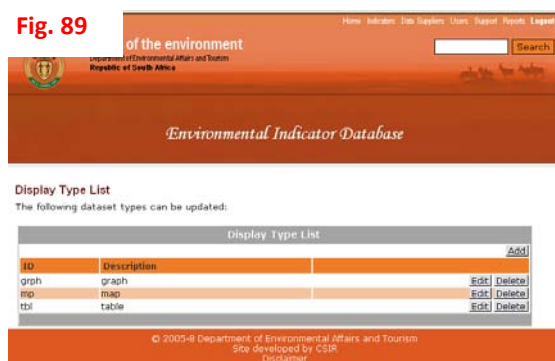 Fig. 89
Home Indicators Data Suppliers Users Support Reports Logout
of the environment
Search
Department of Environmental Affairs and Tourism
Republic of South Africa
Environmental Indicator Database
Display Type List
The following dataset types can be updated:
Display Type List
Add
ID Description
grph graph Edit Delete
mp map Edit Delete
tbl table Edit Delete
© 2005-8 Department of Environmental Affairs and Tourism
Site developed by CSIR
Disclaimer